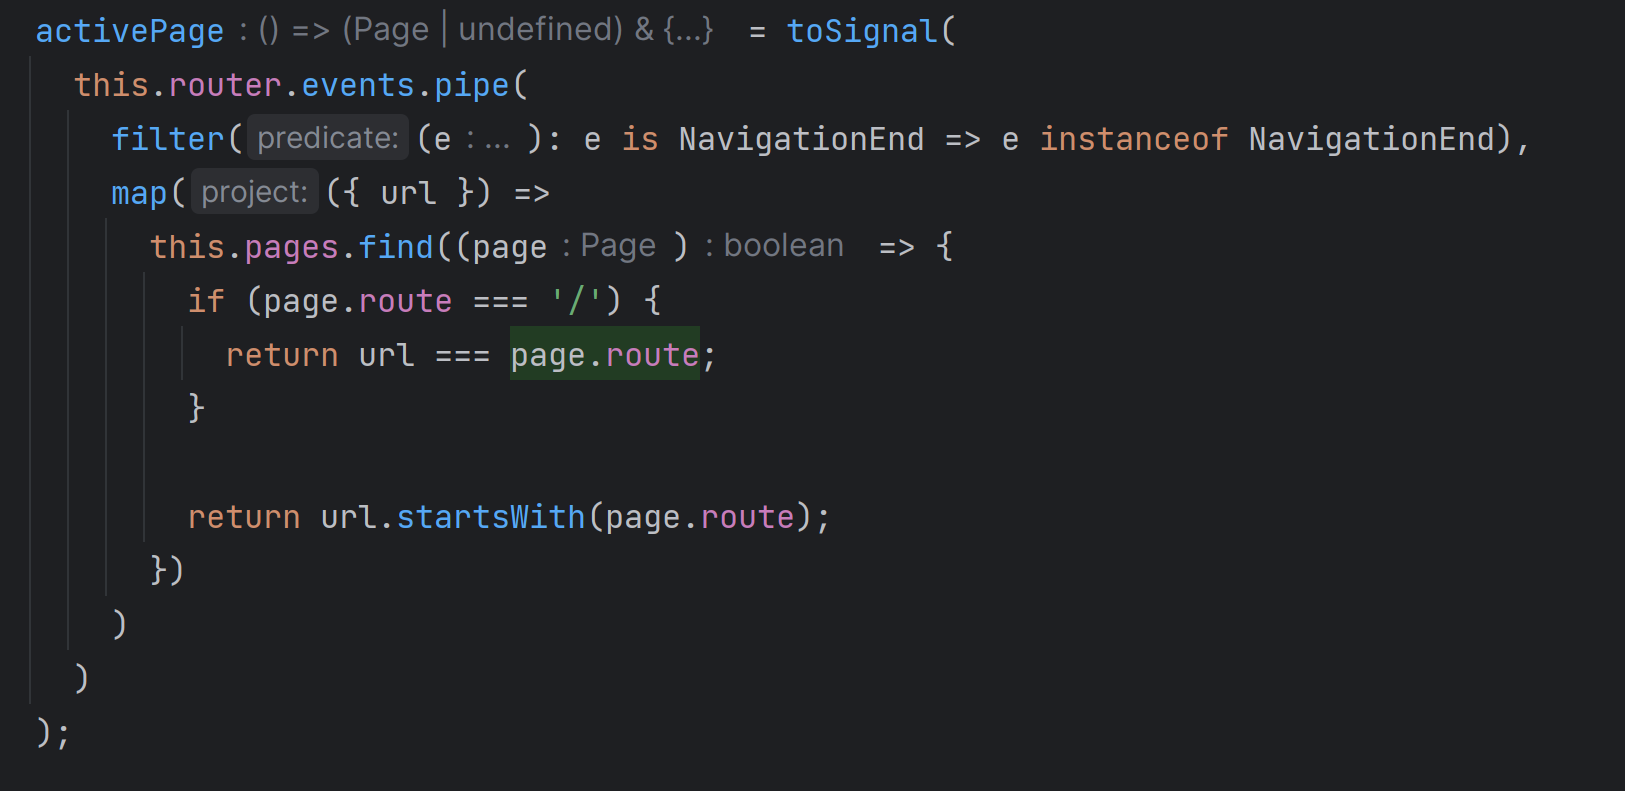 activePage : () => (Page | undefined) & {...} = toSignal(
this.router.events.pipe(
filter( predicate: (e : ... ): e is NavigationEnd => e instanceof NavigationEnd),
map( project: ({ url }) =>
this.pages.find((page : Page ) : boolean => {
if (page.route === '/') {
return url === page.route;
}
return url.startsWith(page.route);
})
)
)
);